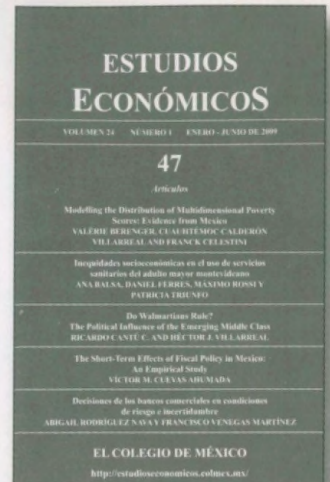 ESTUDIOS
ECONÓMICOS
VOLUMEN 24 NÚMERO 1 ENERO - JUNIO DE 2009
47
Artículos
Modelling the Distribution of Multidimensional Poverty
Scores: Evidence from Mexico
VALÉRIE BERENGER, CUAUHTÉMOC CALDERÓN
VILLARREAL AND FRANCK CELESTINI
Inequidades socioeconómicas en el uso de servicios
sanitarios del adulto mayor montevideano
ANA BALSA, DANIEL FERRÉS, MÁXIMO ROSSI Y
PATRICIA TRIUNFO
Do Walmartians Rule?
The Political Influence of the Emerging Middle Class
RICARDO CANTÚ C. AND HÉCTOR J. VILLARREAL
The Short-Term Effects of Fiscal Policy in Mexico:
An Empirical Study
VÍCTOR M. CUEVAS AHUMADA
Decisiones de los bancos comerciales en condiciones
de riesgo e incertidumbre
ABIGAIL RODRÍGUEZ NAVA Y FRANCISCO VENEGAS MARTÍNEZ
EL COLEGIO DE MÉXICO
http://estudioseconomicos.colmex.mx/